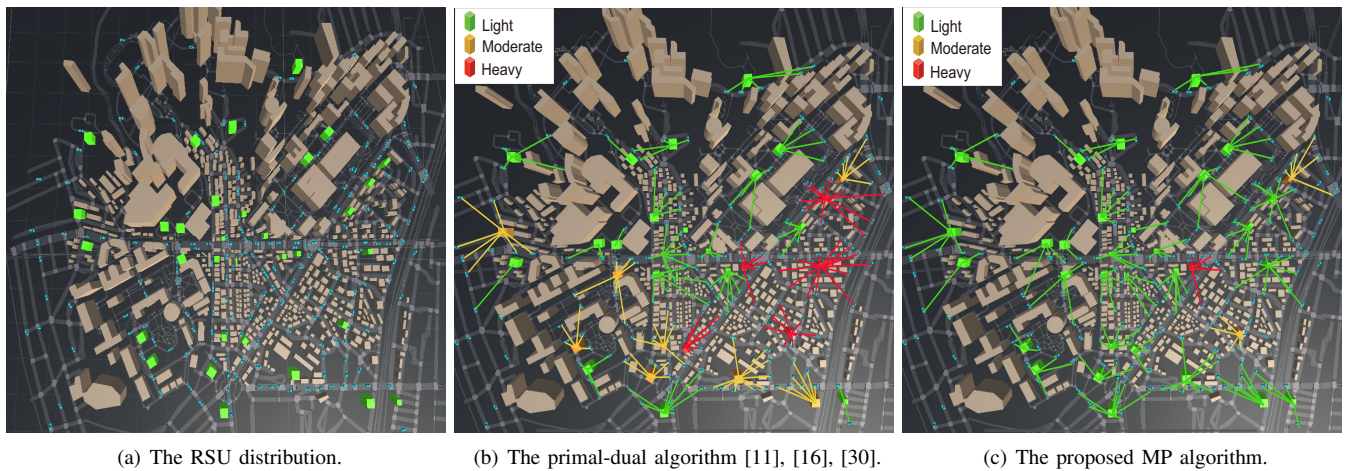 Light
Moderate
Heavy
Light
Moderate
Heavy
(a) The RSU distribution.
(b) The primal-dual algorithm [11], [16], [30].
(c) The proposed MP algorithm.